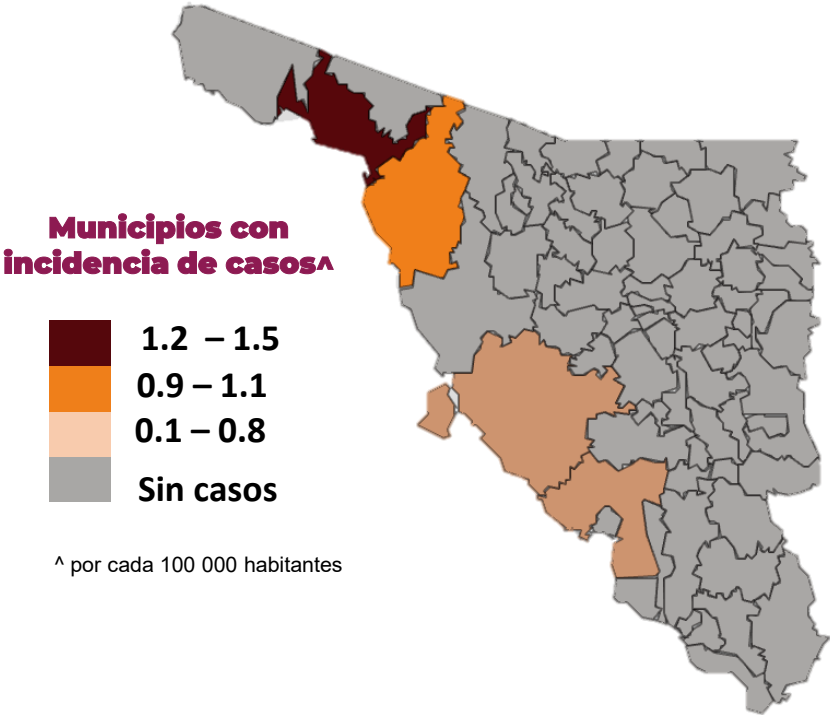 Municipios con
incidencia de casos^
1.2 – 1.5
0.9 – 1.1
0.1 – 0.8
Sin casos
^ por cada 100 000 habitantes